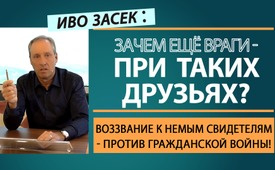 ИВО ЗАСЕК:
ЗАЧЕМ ЕЩЁ ВРАГИ -
ПРИ ТАКИХ
ДРУЗЬЯХ?
ВОЗЗВАНИЕ К НЕМЫМ СВИДЕТЕЛЯМ
- ПРОТИВ ГРАЖДАНСКОЙ ВОЙНЫ!